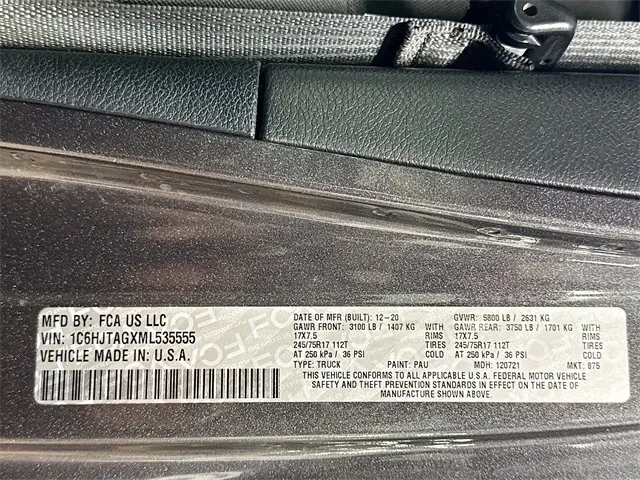 MFD BY: FCA US LLC
VIN: 1C6HJTAGXML535555
VEHICLE MADE IN: U.S.A.
DATE OF MFR (BUILT): 12-20 GVWR: 5800 LB / 2631 KG
GAWR FRONT: 3100 LB / 1407 KG WITH GAWR REAR: 3750 LB / 1701 KG WITH
17X7.5 RIMS 17X7.5 RIMS
245/75R17 112T TIRES 245/75R17 112T TIRES
AT 250 kPa / 36 PSI AT 250 kPa / 36 PSI
TYPE: TRUCK PAINT: PAU MDH: 120721 MKT: 875
THIS VEHICLE CONFORMS TO ALL APPLICABLE U.S.A. FEDERAL MOTOR VEHICLE
SAFETY AND THEFT PREVENTION STANDARDS IN EFFECT ON THE DATE OF
MANUFACTURE SHOWN ABOVE.